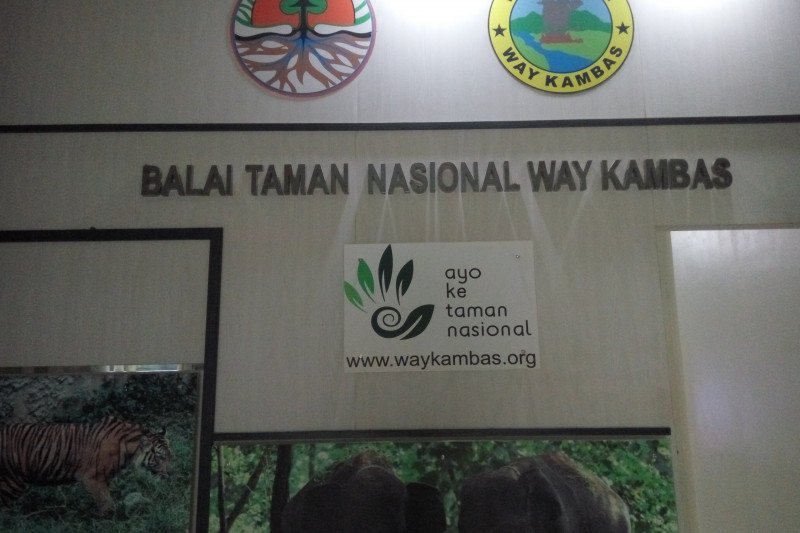 WAY KAMBAS
BALAI TAMAN NASIONAL WAY KAMBAS
ayo
ke
taman
nasional
www.waykambas.org